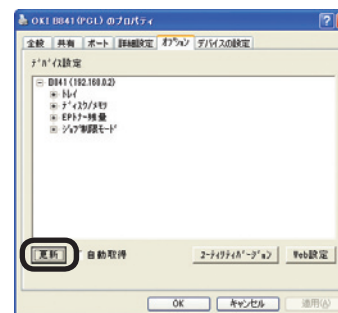 OKI B841(PGL) のプロパティ
全般 共有 ポート 詳細設定 オプション デバイスの設定
デバイス設定
B841 (192.168.0.2)
トレイ
ディスク/メモリ
EPトナー残量
ジョブ制限モード
更新 自動取得 ユーティリティバージョン Web設定
OK キャンセル 適用(A)